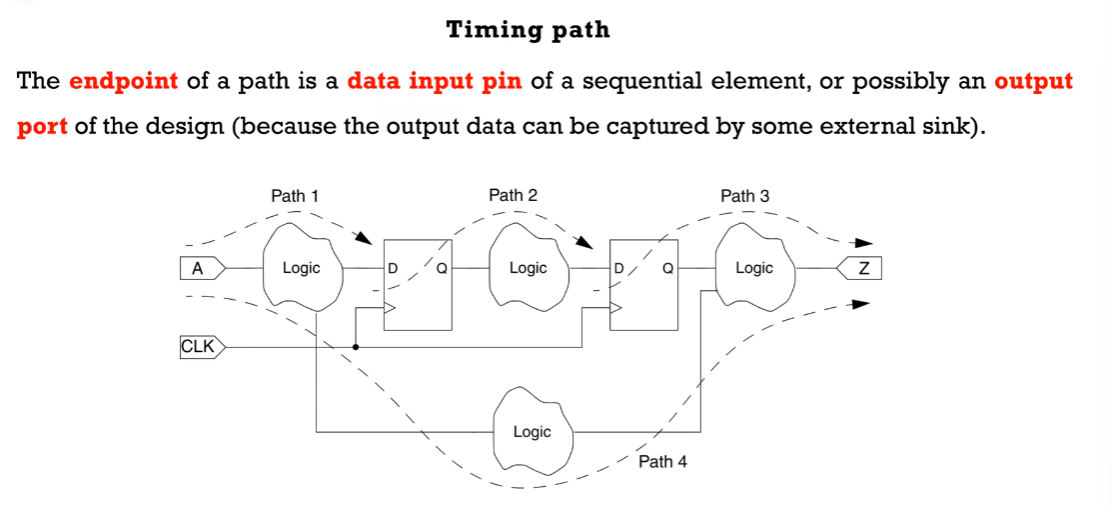 Timing path
The endpoint of a path is a data input pin of a sequential element, or possibly an output
port of the design (because the output data can be captured by some external sink).
Path 1
Path 2
Path 3
A
Logic
D
Q
Logic
D
Q
Logic
Z
CLK
Logic
Path 4